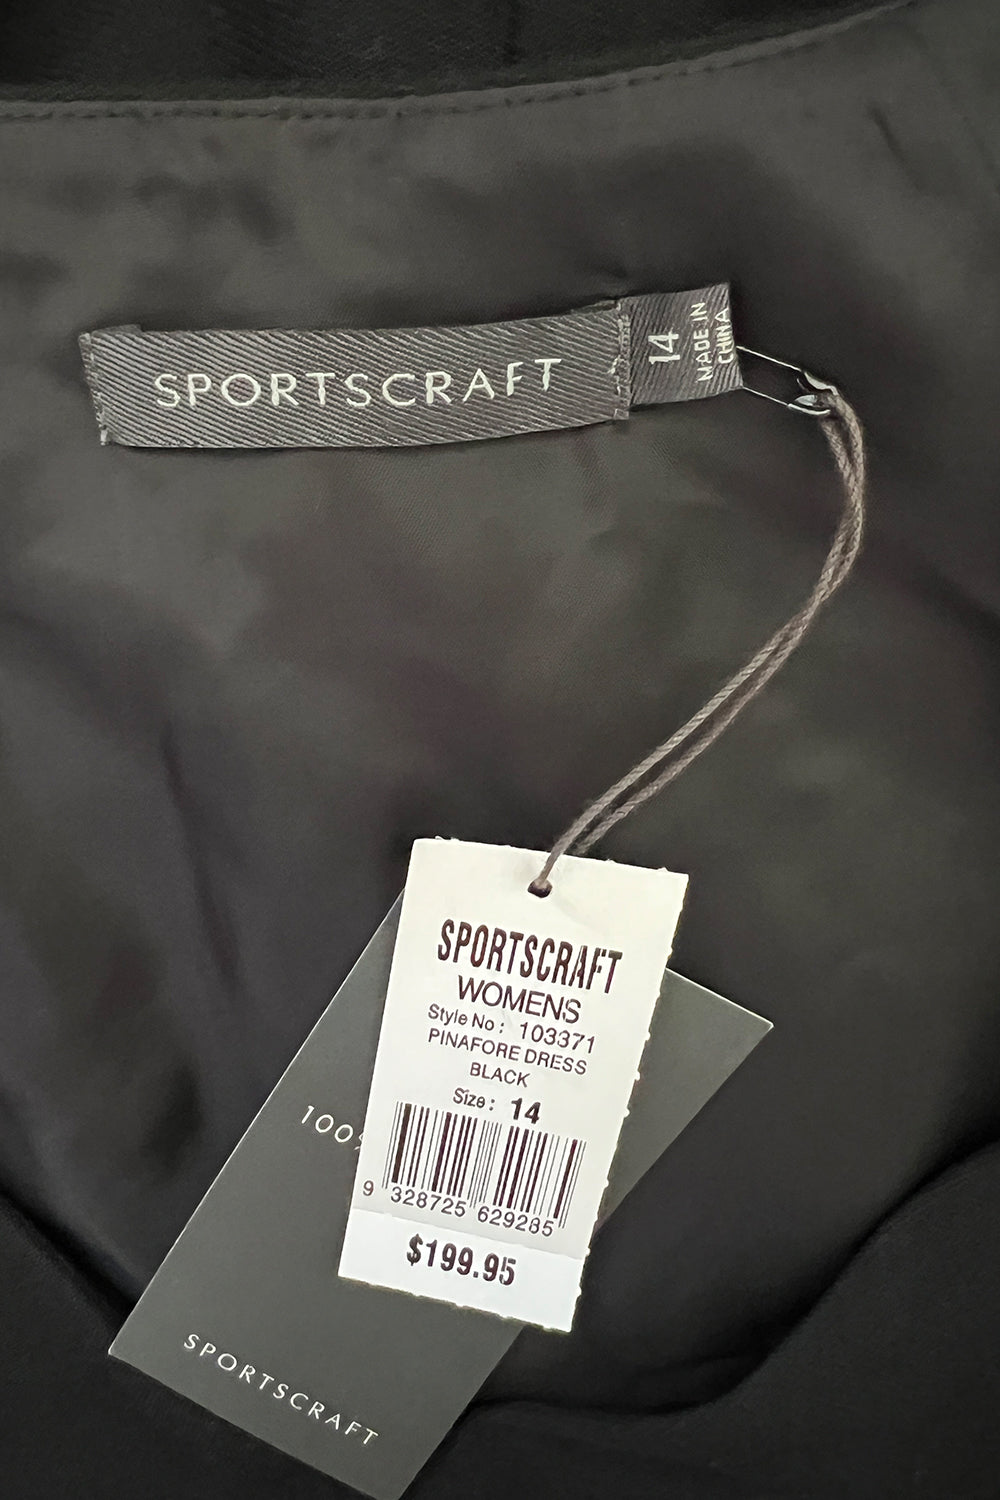 SPORTSCRAFT
14
MADE IN
CHINA
SPORTSCRAFT
WOMENS
Style No: 103371
PINAFORE DRESS
BLACK
Size: 14
9 328725 629285
$199.95
100%
SPORTSCRAFT